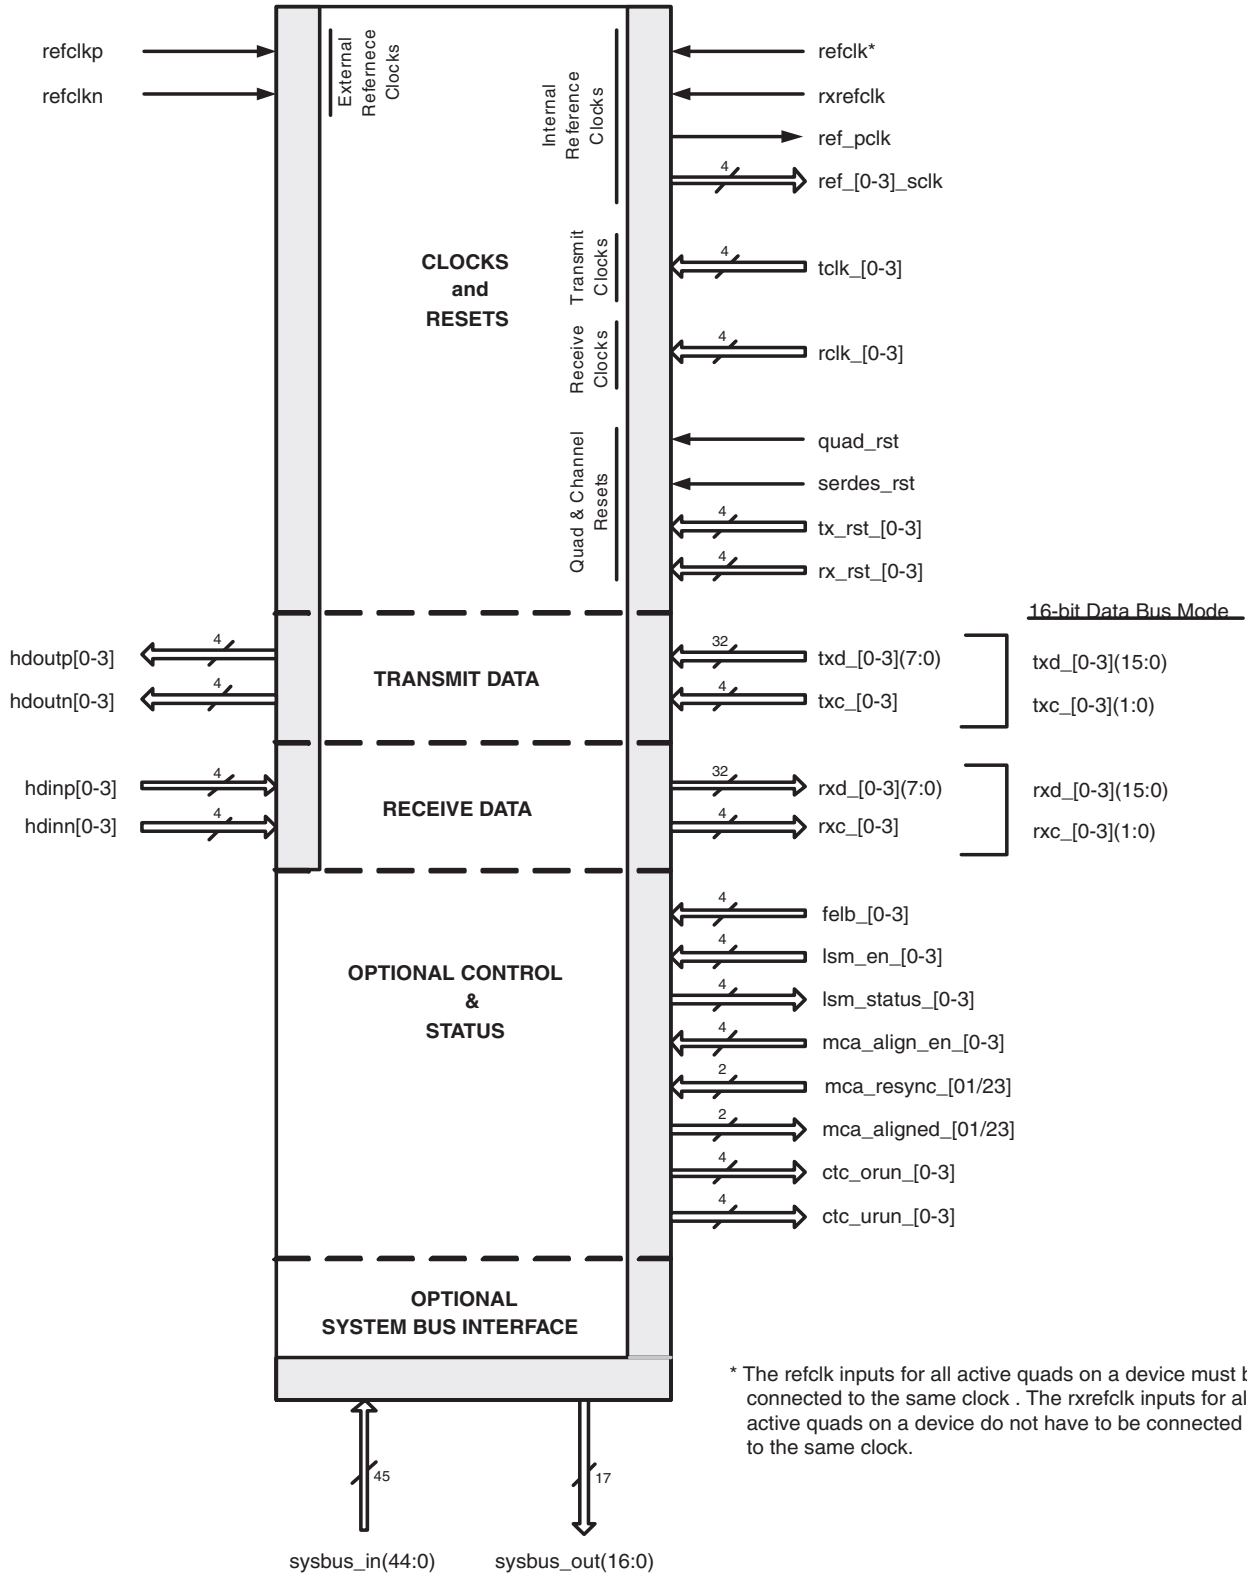 refclkp
refclkn
External
Refernece
Clocks
Internal
Reference
Clocks
refclk*
rxrefclk
ref_pclk
4
ref_[0-3]_sclk
CLOCKS
and
RESETS
Transmit
Clocks
4
tclk_[0-3]
Receive
Clocks
4
rclk_[0-3]
Quad & Channel
Resets
quad_rst
serdes_rst
4
tx_rst_[0-3]
4
rx_rst_[0-3]
16-bit Data Bus Mode
hdoutp[0-3]
4
hdoutn[0-3]
4
TRANSMIT DATA
32
txd_[0-3](7:0)
4
txc_[0-3]
txd_[0-3](15:0)
txc_[0-3](1:0)
hdinp[0-3]
4
hdinn[0-3]
4
RECEIVE DATA
32
rxd_[0-3](7:0)
4
rxc_[0-3]
rxd_[0-3](15:0)
rxc_[0-3](1:0)
OPTIONAL CONTROL
&
STATUS
4
felb_[0-3]
4
lsm_en_[0-3]
4
lsm_status_[0-3]
4
mca_align_en_[0-3]
2
mca_resync_[01/23]
2
mca_aligned_[01/23]
4
ctc_orun_[0-3]
4
ctc_urun_[0-3]
OPTIONAL
SYSTEM BUS INTERFACE
* The refclk inputs for all active quads on a device must b
connected to the same clock . The rxrefclk inputs for al
active quads on a device do not have to be connected
to the same clock.
45
17
sysbus_in(44:0)
sysbus_out(16:0)